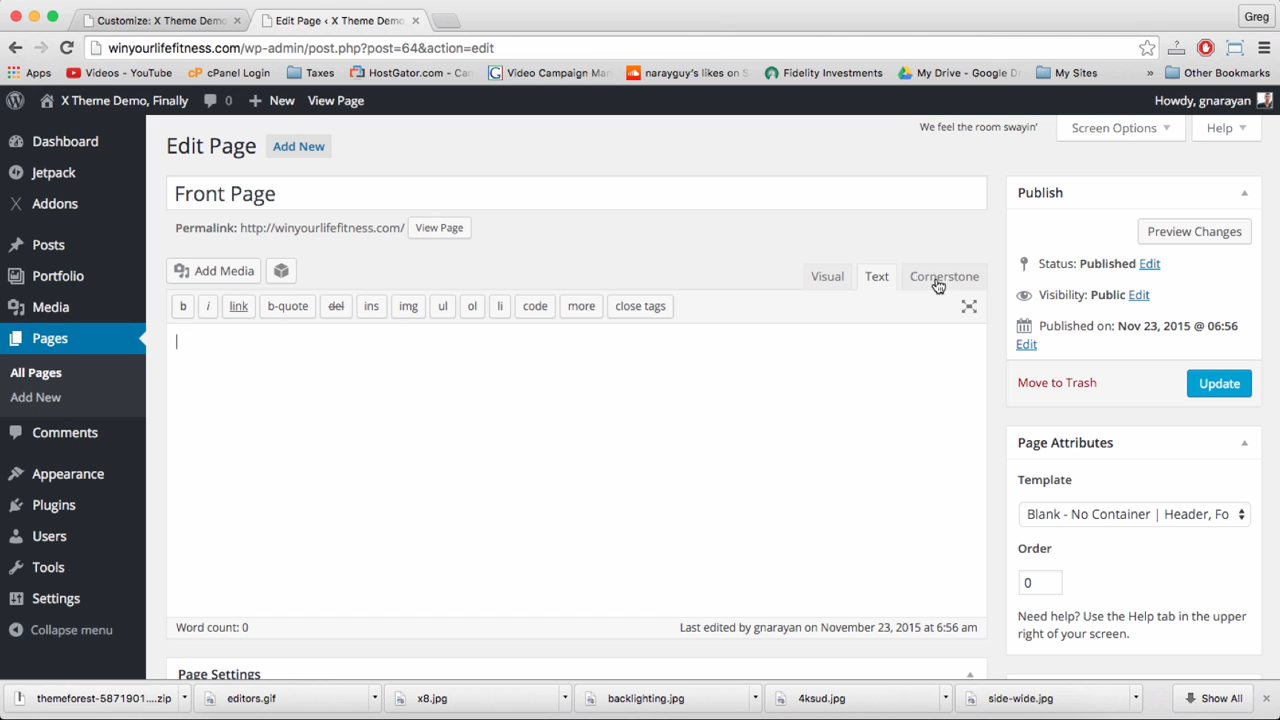 Customize: X Theme Demo
Edit Page ‹ X Theme Demo
Greg
winyourlifefitness.com/wp-admin/post.php?post=64&action=edit
Apps
Videos - YouTube
cP cPanel Login
Taxes
HostGator.com - Ca
Video Campaign Ma
narayguy's likes on S
Fidelity Investments
My Drive - Google D
My Sites
»
Other Bookmarks
X Theme Demo, Finally
0
+ New
View Page
Howdy, gnarayan
Dashboard
Jetpack
Addons
Posts
Portfolio
Media
Pages
All Pages
Add New
Comments
Appearance
Plugins
Users
Tools
Settings
Collapse menu
We feel the room swayin'
Screen Options
Help
Edit Page
Add New
Front Page
Permalink: http://winyourlifefitness.com/
View Page
Add Media
Visual
Text
Cornerstone
b
i
link
b-quote
del
ins
img
ul
ol
li
code
more
close tags
Word count: 0
Last edited by gnarayan on November 23, 2015 at 6:56 am
Page Settings
Publish
Preview Changes
Status: Published Edit
Visibility: Public Edit
Published on: Nov 23, 2015 @ 06:56
Edit
Move to Trash
Update
Page Attributes
Template
Blank - No Container | Header, Fo
Order
0
Need help? Use the Help tab in the upper
right of your screen.
themeforest-5871901....zip
editors.gif
x8.jpg
backlighting.jpg
4ksud.jpg
side-wide.jpg
Show All